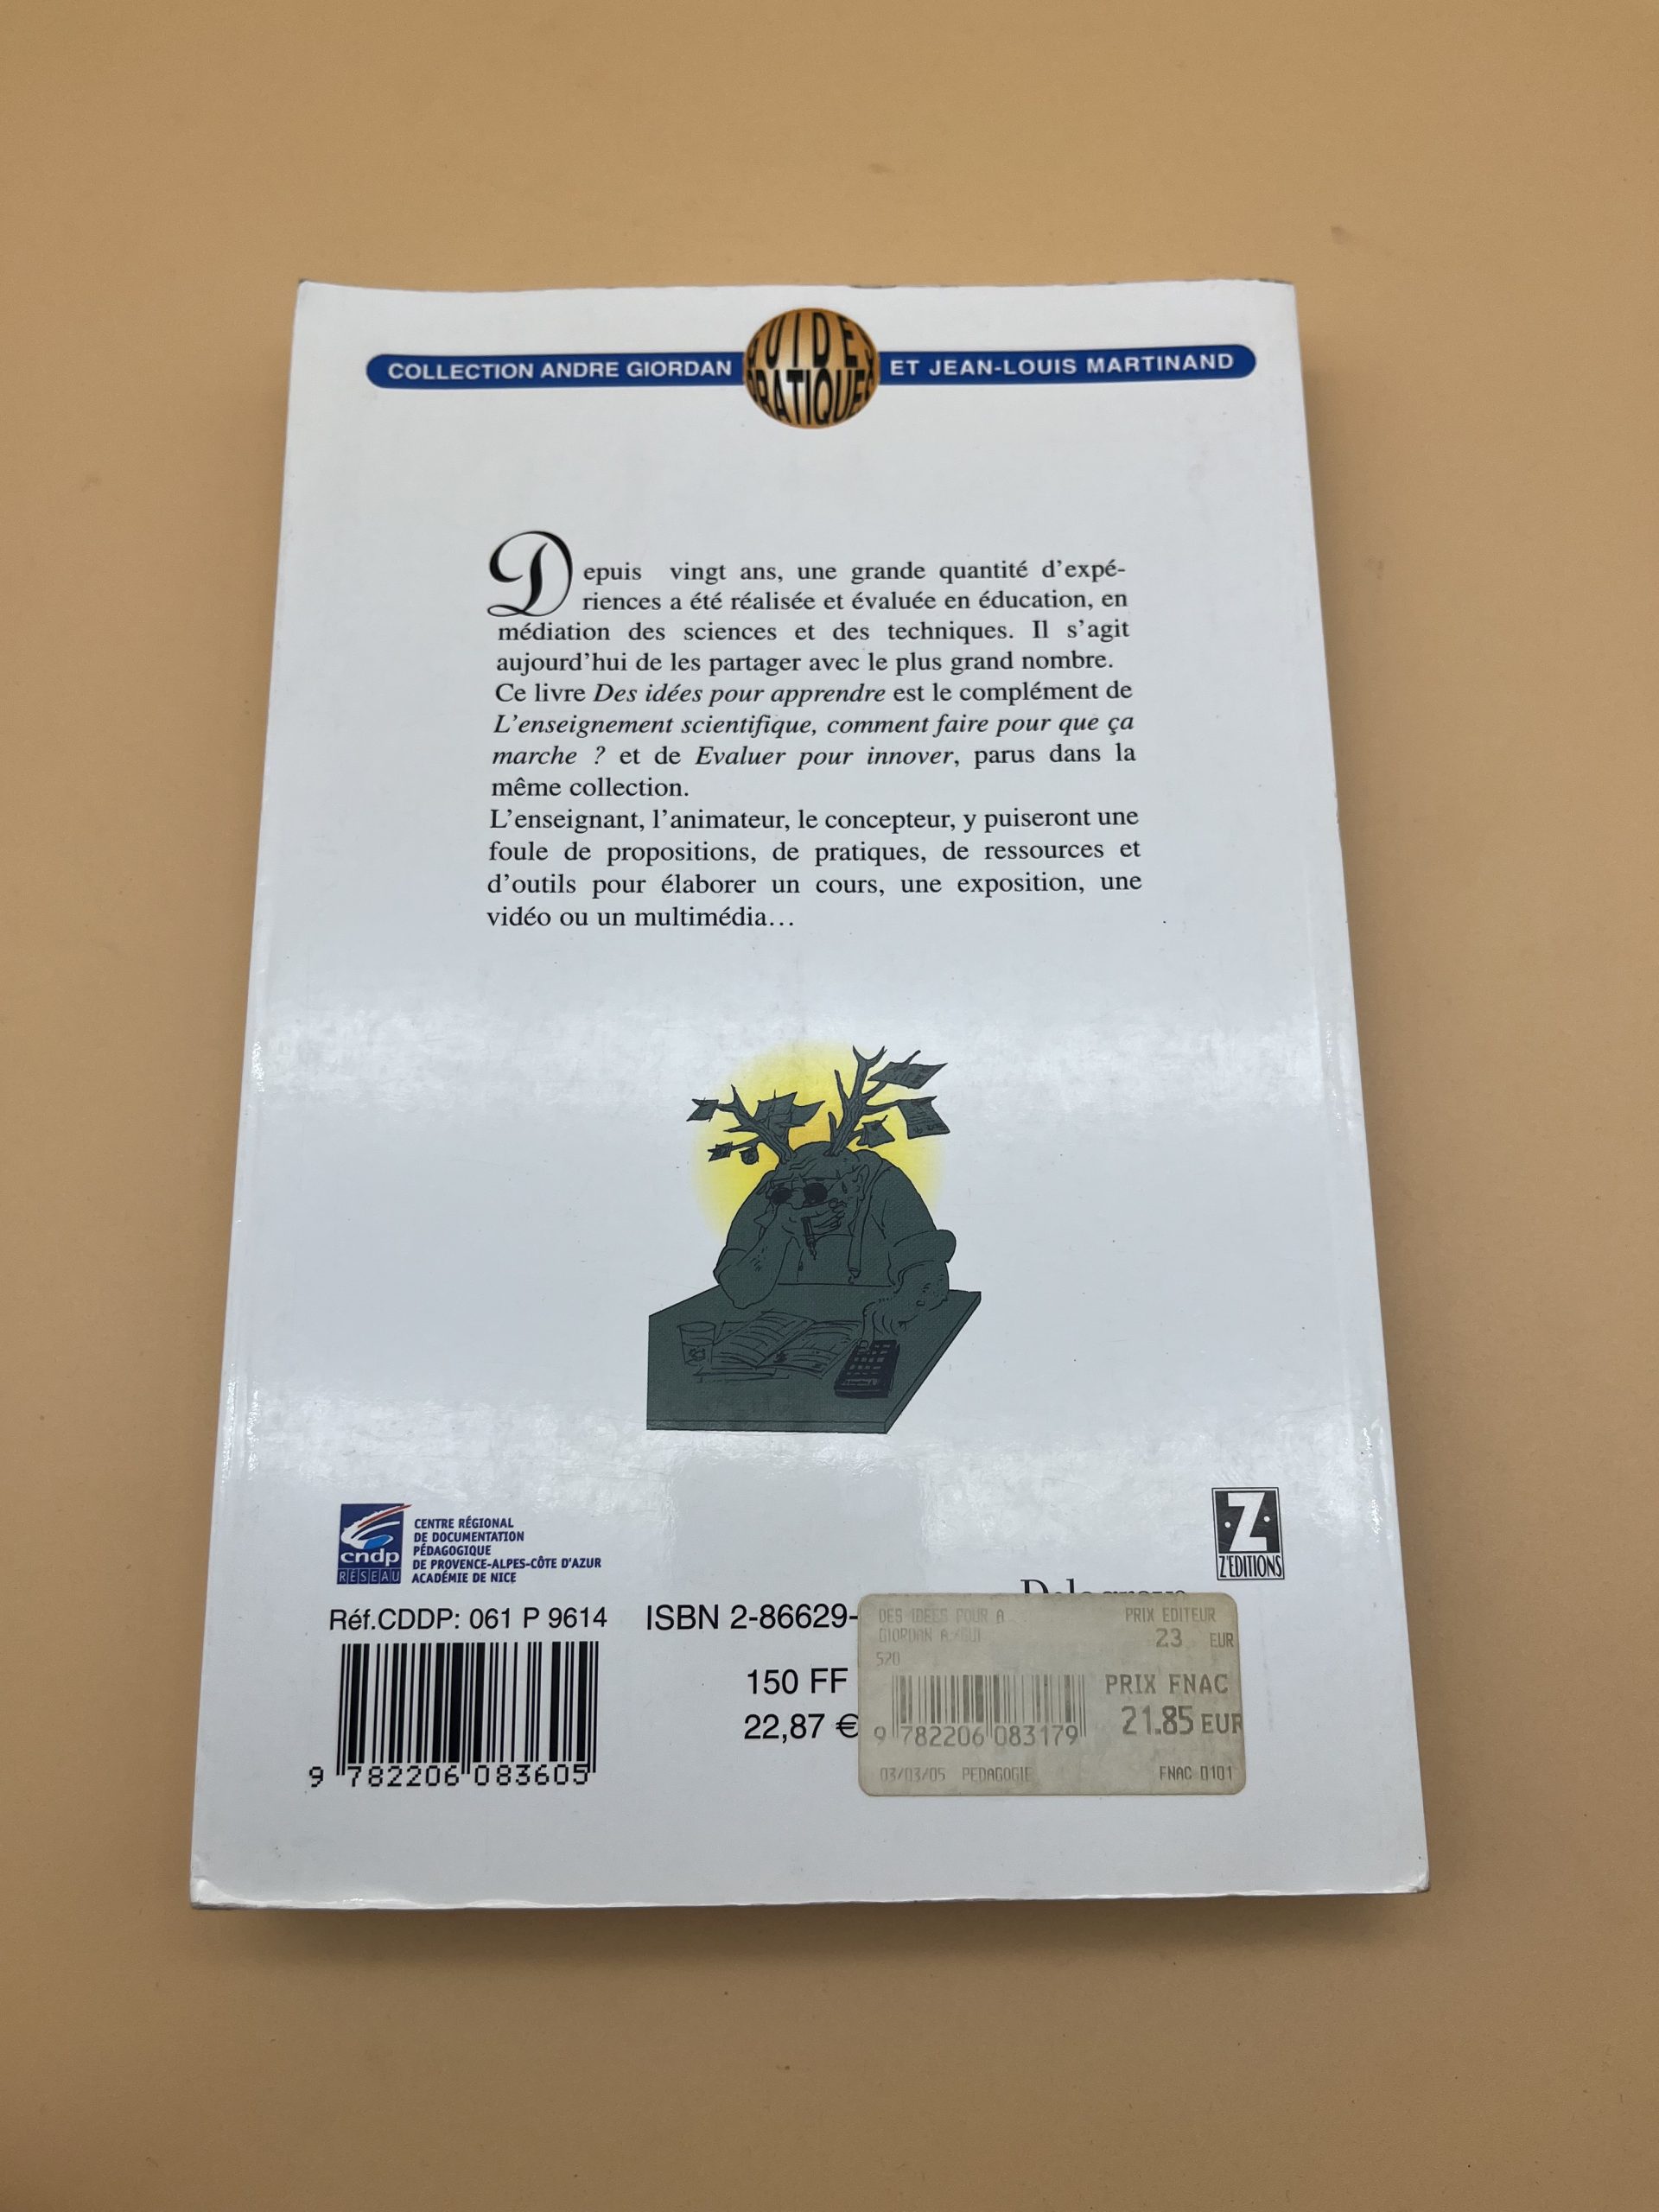 COLLECTION ANDRE GIORDAN
GUIDES
PRATIQUES
ET JEAN-LOUIS MARTINAND
Depuis vingt ans, une grande quantité d'expé-
riences a été réalisée et évaluée en éducation, en
médiation des sciences et des techniques. Il s'agit
aujourd'hui de les partager avec le plus grand nombre.
Ce livre Des idées pour apprendre est le complément de
L'enseignement scientifique, comment faire pour que ça
marche ? et de Evaluer pour innover, parus dans la
même collection.
L'enseignant, l'animateur, le concepteur, y puiseront une
foule de propositions, de pratiques, de ressources et
d'outils pour élaborer un cours, une exposition, une
vidéo ou un multimédia...
cndp
RÉSEAU
CENTRE RÉGIONAL
DE DOCUMENTATION
PÉDAGOGIQUE
DE PROVENCE-ALPES-CÔTE D'AZUR
ACADÉMIE DE NICE
Z
Z'EDITIONS
Réf.CDDP: 061 P 9614
ISBN 2-86629-
150 FF
22,87 €
9 782206 083605
DES IDEES POUR A
GIORDAN A
520
PRIX EDITEUR
23 EUR
PRIX FNAC
21.85 EUR
9 782206 083179
03/03/05 PEDAGOGIE
FNAC 0101